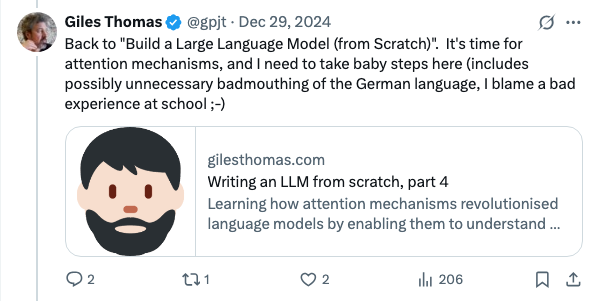 Giles Thomas @gpjt · Dec 29, 2024
Back to "Build a Large Language Model (from Scratch)". It's time for
attention mechanisms, and I need to take baby steps here (includes
possibly unnecessary badmouthing of the German language, I blame a bad
experience at school ;-)
gilesthomas.com
Writing an LLM from scratch, part 4
Learning how attention mechanisms revolutionised
language models by enabling them to understand ...
2 1 2 206